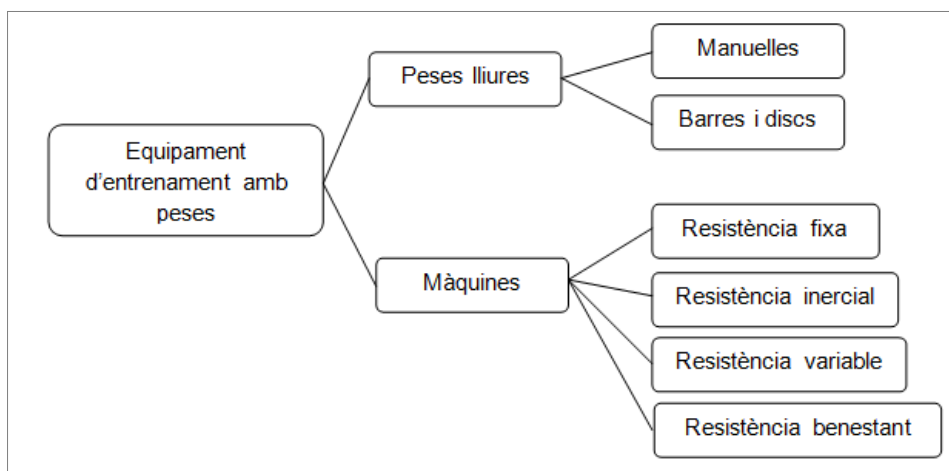 Equipament
d'entrenament amb
peses
Peses lliures
Manuelles
Barres i discs
Màquines
Resistència fixa
Resistència inercial
Resistència variable
Resistència benestant